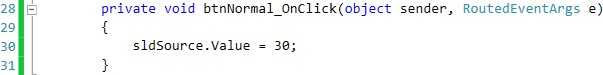 28 private void btnNormal_OnClick(object sender, RoutedEventArgs e)
29 {
30 sldSource.Value = 30;
31 }